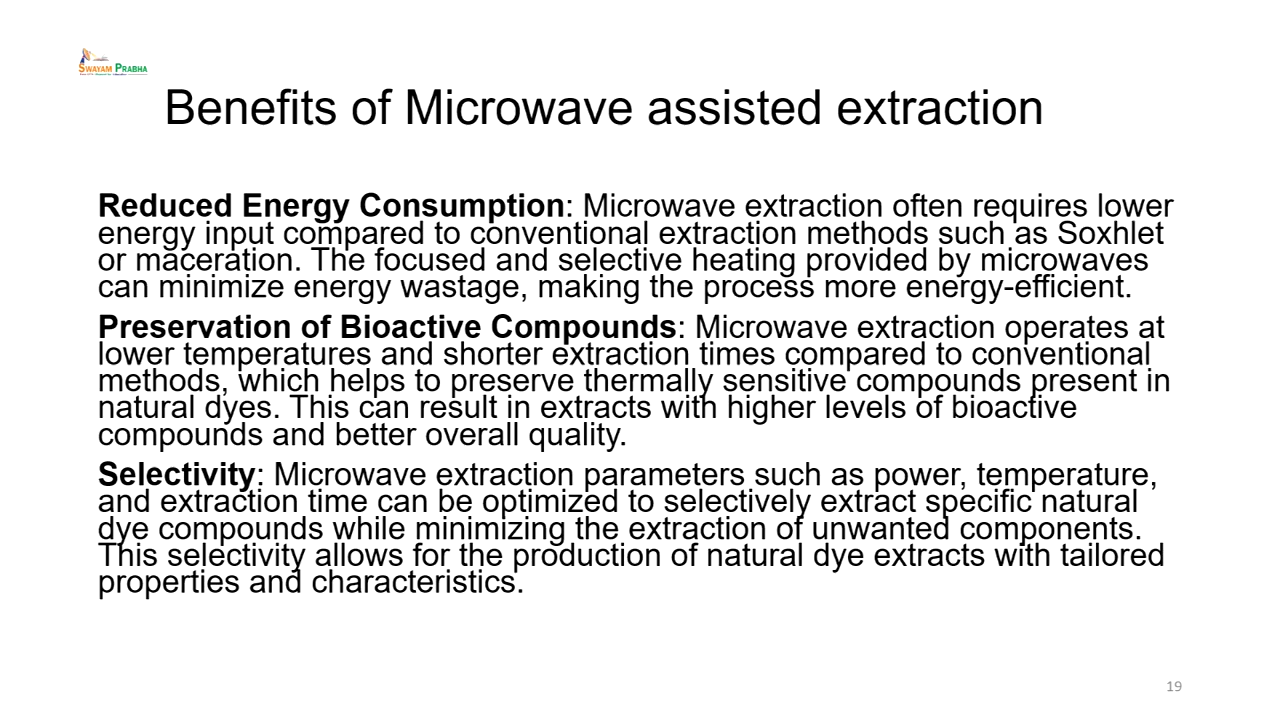 SWAYAM PRABHA
Benefits of Microwave assisted extraction
Reduced Energy Consumption: Microwave extraction often requires lower
energy input compared to conventional extraction methods such as Soxhlet
or maceration. The focused and selective heating provided by microwaves
can minimize energy wastage, making the process more energy-efficient.
Preservation of Bioactive Compounds: Microwave extraction operates at
lower temperatures and shorter extraction times compared to conventional
methods, which helps to preserve thermally sensitive compounds present in
natural dyes. This can result in extracts with higher levels of bioactive
compounds and better overall quality.
Selectivity: Microwave extraction parameters such as power, temperature,
and extraction time can be optimized to selectively extract specific natural
dye compounds while minimizing the extraction of unwanted components.
This selectivity allows for the production of natural dye extracts with tailored
properties and characteristics.
19